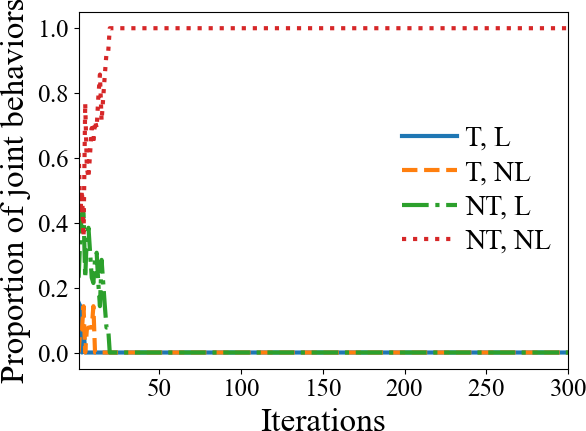 Proportion of joint behaviors
1.0
0.8
0.6
0.4
0.2
0.0
T, L
T, NL
NT, L
NT, NL
50 100 150 200 250 300
Iterations